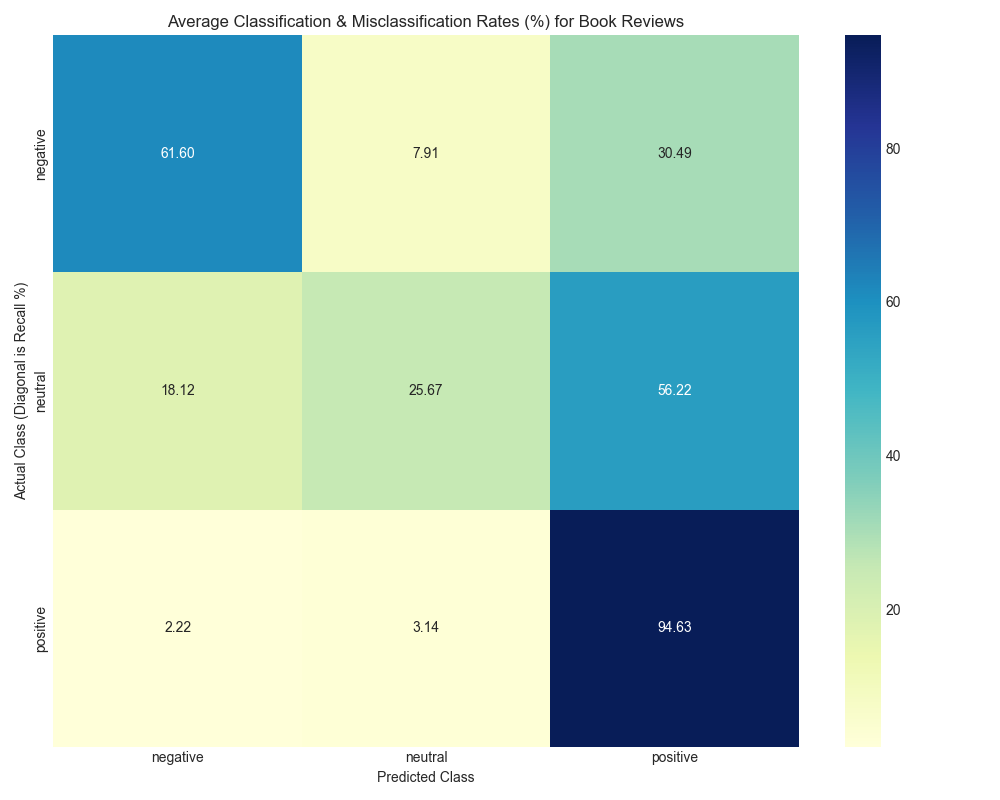 Average Classification & Misclassification Rates (%) for Book Reviews
Actual Class (Diagonal is Recall %)
negative
61.60 7.91 30.49
neutral
18.12 25.67 56.22
positive
2.22 3.14 94.63
negative neutral positive
Predicted Class
80
60
40
20